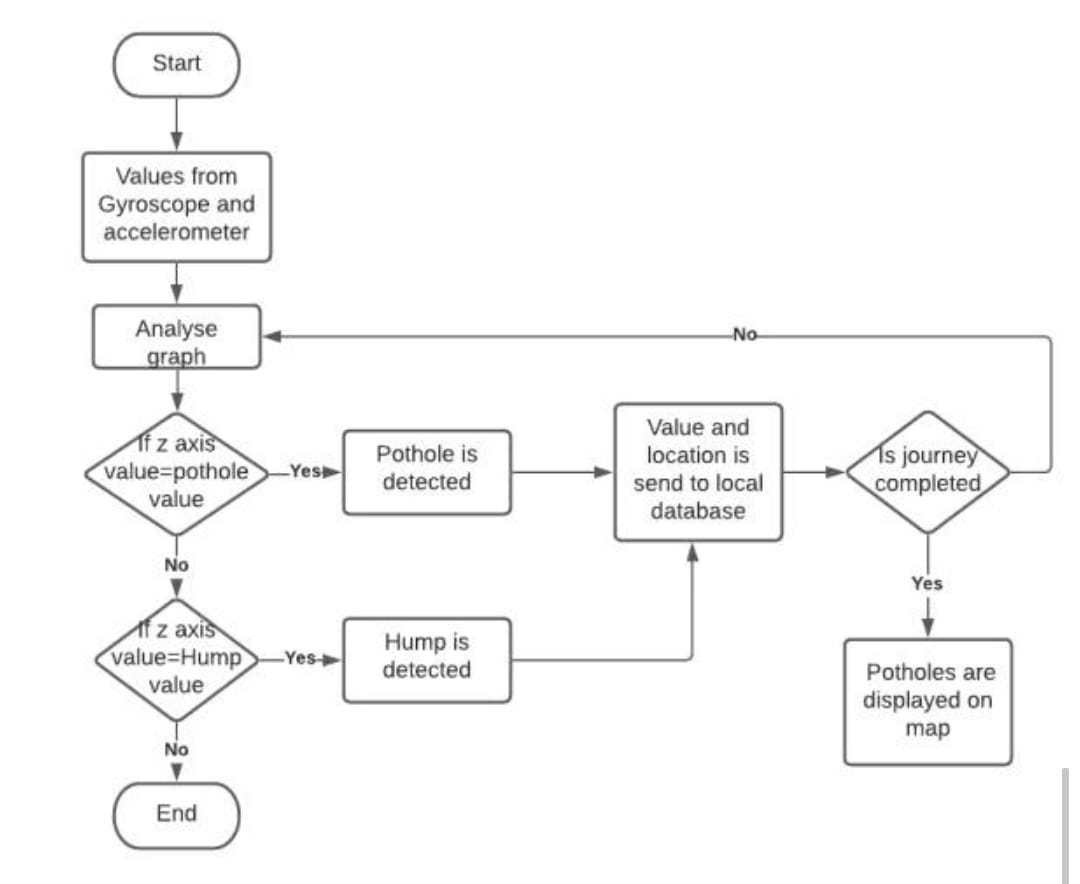 Start
Values from
Gyroscope and
accelerometer
Analyse
graph
No
If z axis
value=pothole
value
Yes
Pothole is
detected
Value and
location is
send to local
database
Is journey
completed
No
Yes
If z axis
value=Hump
value
Yes
Hump is
detected
Potholes are
displayed on
map
No
End